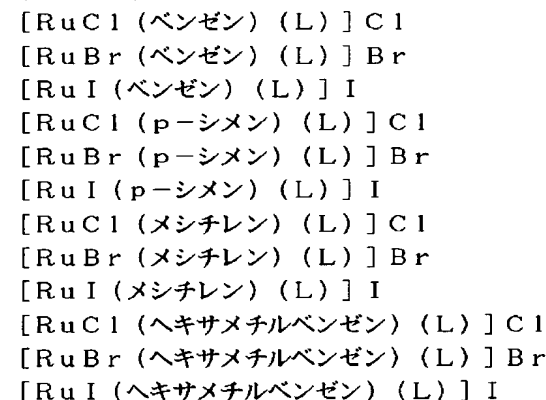 [RuCl(ベンゼン)(L)]Cl
[RuBr(ベンゼン)(L)]Br
[RuI(ベンゼン)(L)]I
[RuCl(p-シメン)(L)]Cl
[RuBr(p-シメン)(L)]Br
[RuI(p-シメン)(L)]I
[RuCl(メシチレン)(L)]Cl
[RuBr(メシチレン)(L)]Br
[RuI(メシチレン)(L)]I
[RuCl(ヘキサメチルベンゼン)(L)]Cl
[RuBr(ヘキサメチルベンゼン)(L)]Br
[RuI(ヘキサメチルベンゼン)(L)]I